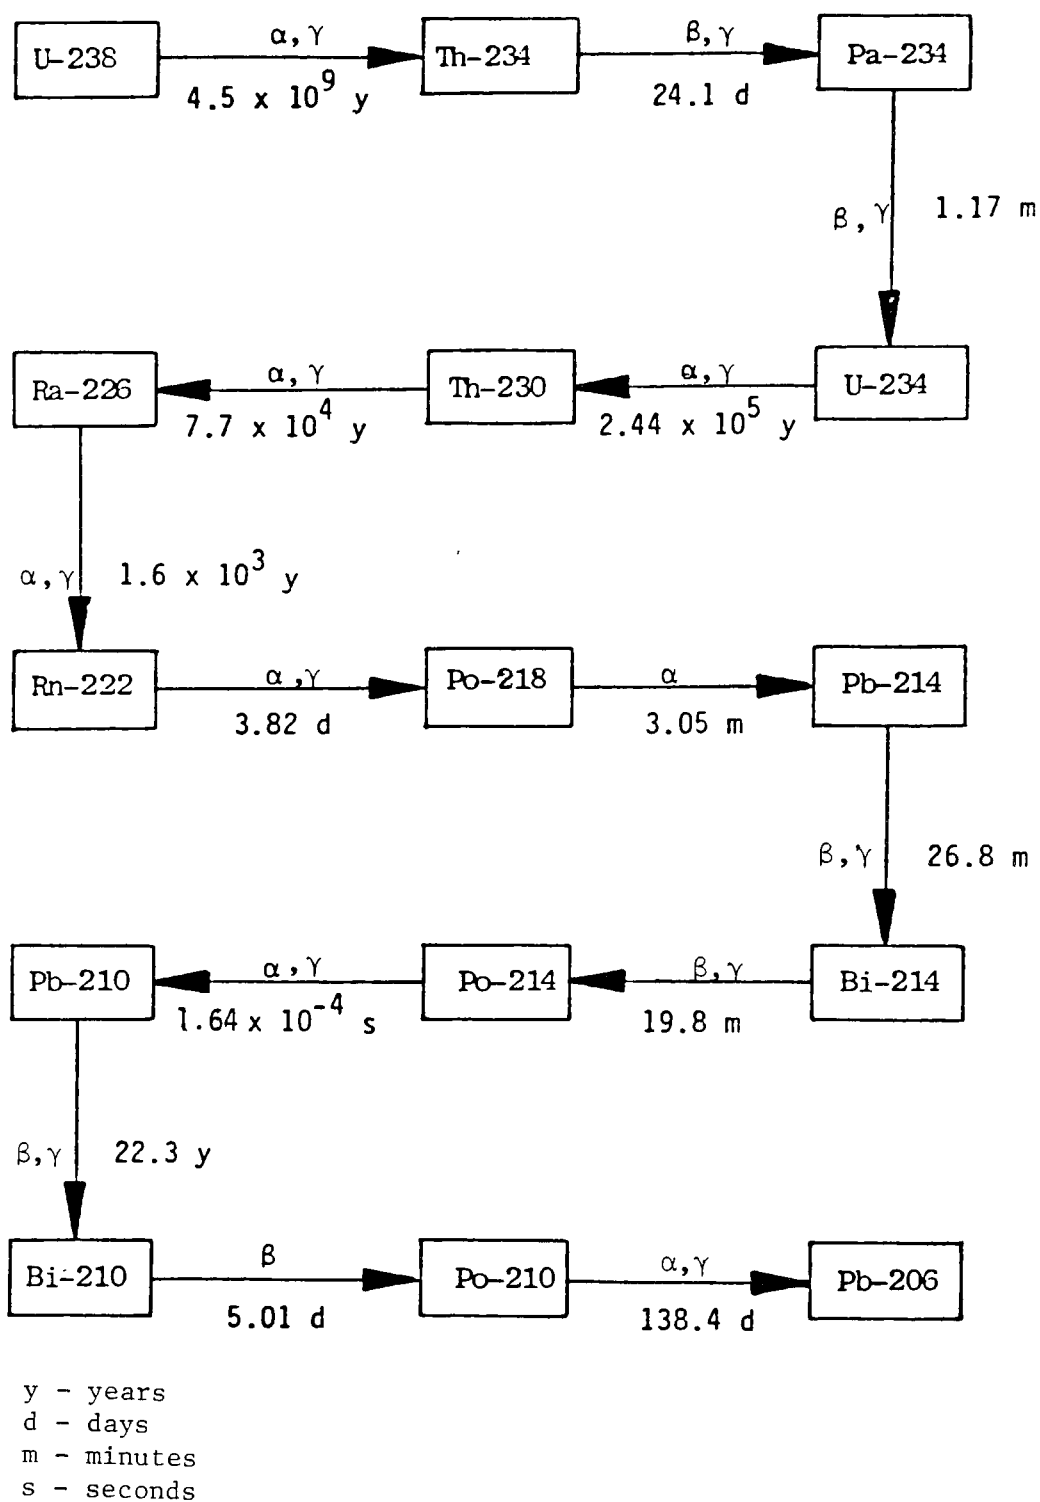 U-238 α, γ Th-234 β, γ Pa-234
4.5 x 10⁹ y 24.1 d
β, γ 1.17 m
Ra-226 α, γ Th-230 α, γ U-234
7.7 x 10⁴ y 2.44 x 10⁵ y
α, γ 1.6 x 10³ y
Rn-222 α, γ Po-218 α Pb-214
3.82 d 3.05 m
β, γ 26.8 m
Pb-210 α, γ Po-214 β, γ Bi-214
1.64 x 10⁻⁴ s 19.8 m
β, γ 22.3 y
Bi-210 β Po-210 α, γ Pb-206
5.01 d 138.4 d
y - years
d - days
m - minutes
s - seconds